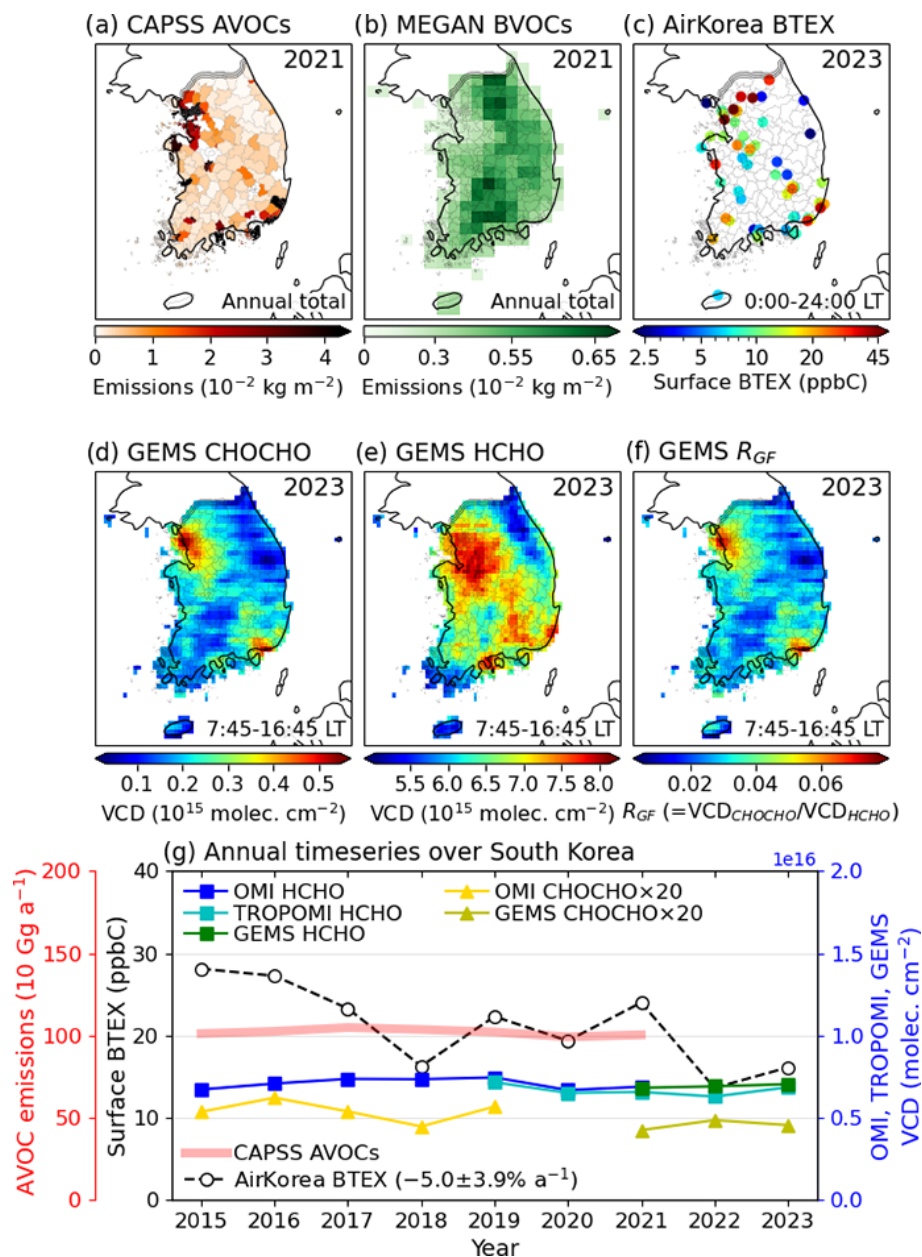 (a) CAPSS AVOCs (b) MEGAN BVOCs (c) AirKorea BTEX
2021 2021 2023
Annual total Annual total 0:00-24:00 LT
0 1 2 3 4 0 0.3 0.55 0.65 2.5 5 10 20 45
Emissions (10⁻² kg m⁻²) Emissions (10⁻² kg m⁻²) Surface BTEX (ppbC)
(d) GEMS CHOCHO (e) GEMS HCHO (f) GEMS R_GF
2023 2023 2023
7:45-16:45 LT 7:45-16:45 LT 7:45-16:45 LT
0.1 0.2 0.3 0.4 0.5 5.5 6.0 6.5 7.0 7.5 8.0 0.02 0.04 0.06
VCD (10¹⁵ molec. cm⁻²) VCD (10¹⁵ molec. cm⁻²) R_GF (=VCD_CHOCHO/VCD_HCHO)
(g) Annual timeseries over South Korea
1e16
OMI HCHO OMI CHOCHO×20
TROPOMI HCHO GEMS CHOCHO×20
GEMS HCHO
CAPSS AVOCs
AirKorea BTEX (−5.0±3.9% a⁻¹)
200 40 2.0
150 30 1.5
100 20 1.0
50 10 0.5
0 0 0.0
AVOC emissions (10 Gg a⁻¹)
Surface BTEX (ppbC)
OMI, TROPOMI, GEMS
VCD (molec. cm⁻²)
2015 2016 2017 2018 2019 2020 2021 2022 2023
Year